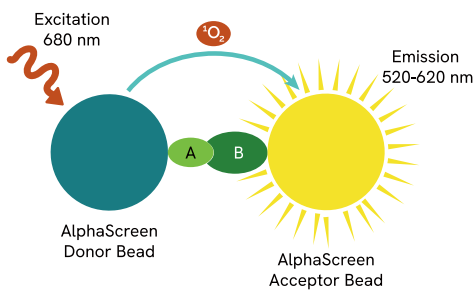 Excitation
680 nm
¹O₂
Emission
520-620 nm
A
B
AlphaScreen
Donor Bead
AlphaScreen
Acceptor Bead